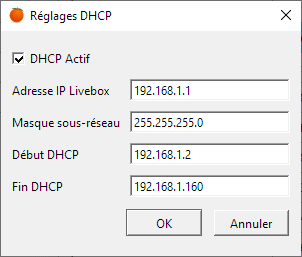 Réglages DHCP
DHCP Actif
Adresse IP Livebox 192.168.1.1
Masque sous-réseau 255.255.255.0
Début DHCP 192.168.1.2
Fin DHCP 192.168.1.160
OK Annuler